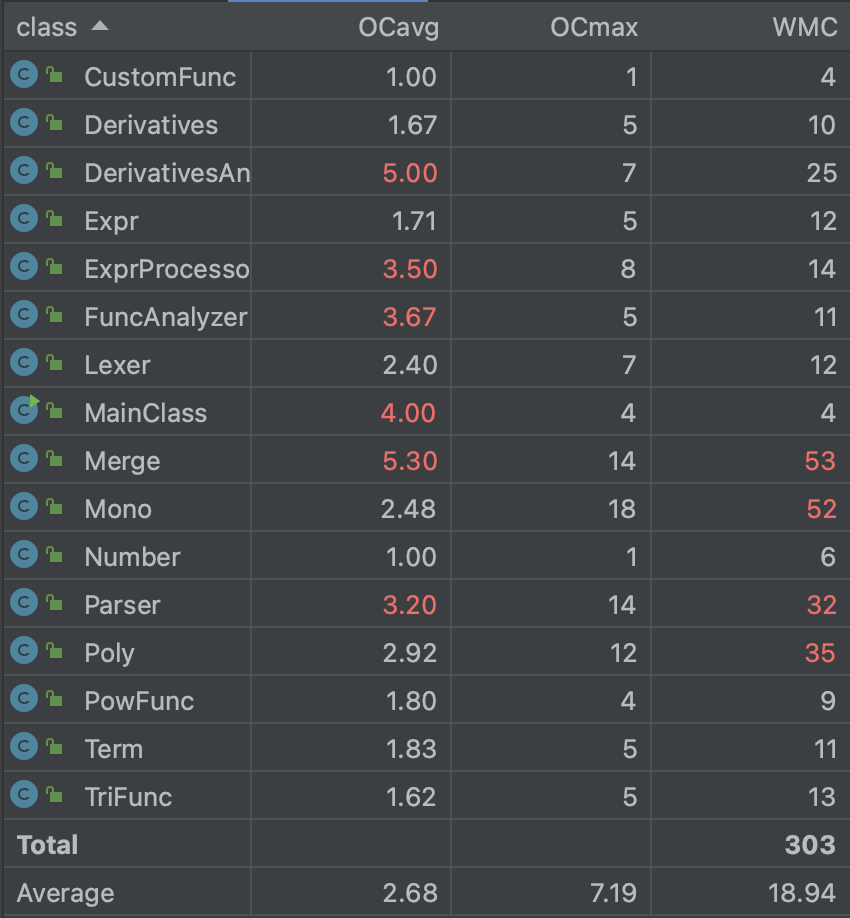 class OCavg OCmax WMC
C CustomFunc 1.00 1 4
C Derivatives 1.67 5 10
C DerivativesAn 5.00 7 25
C Expr 1.71 5 12
C ExprProcesso 3.50 8 14
C FuncAnalyzer 3.67 5 11
C Lexer 2.40 7 12
C MainClass 4.00 4 4
C Merge 5.30 14 53
C Mono 2.48 18 52
C Number 1.00 1 6
C Parser 3.20 14 32
C Poly 2.92 12 35
C PowFunc 1.80 4 9
C Term 1.83 5 11
C TriFunc 1.62 5 13
Total 303
Average 2.68 7.19 18.94